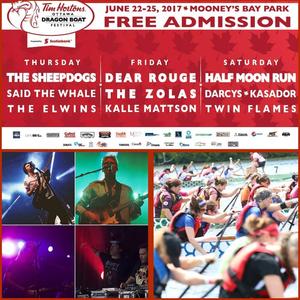 Tim Hortons
OTTAWA
DRAGON BOAT
FESTIVAL
Scotiabank
JUNE 22-25, 2017 • MOONEY'S BAY PARK
FREE ADMISSION
THURSDAY
THE SHEEPDOGS
SAID THE WHALE
THE ELWINS
FRIDAY
DEAR ROUGE
THE ZOLAS
KALLE MATTSON
SATURDAY
HALF MOON RUN
DARCYS • KASADOR
TWIN FLAMES